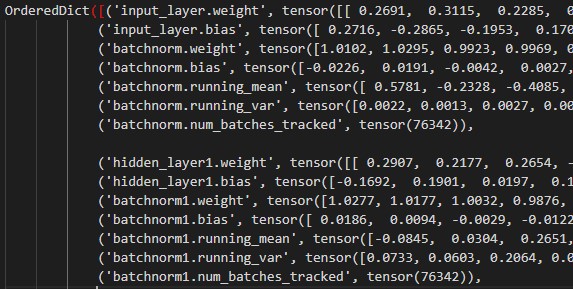 OrderedDict([('input_layer.weight', tensor([[ 0.2691, 0.3115, 0.2285, 0
('input_layer.bias', tensor([ 0.2716, -0.2865, -0.1953, 0.170
('batchnorm.weight', tensor([1.0102, 1.0295, 0.9923, 0.9969, 0
('batchnorm.bias', tensor([-0.0226, 0.0191, -0.0042, 0.0027,
('batchnorm.running_mean', tensor([ 0.5781, -0.2328, -0.4085,
('batchnorm.running_var', tensor([0.0022, 0.0013, 0.0027, 0.00
('batchnorm.num_batches_tracked', tensor(76342)),
('hidden_layer1.weight', tensor([[ 0.2907, 0.2177, 0.2654, -
('hidden_layer1.bias', tensor([-0.1692, 0.1901, 0.0197, 0.1
('batchnorm1.weight', tensor([1.0277, 1.0177, 1.0032, 0.9876,
('batchnorm1.bias', tensor([ 0.0186, 0.0094, -0.0029, -0.0122
('batchnorm1.running_mean', tensor([-0.0845, 0.0304, 0.2651,
('batchnorm1.running_var', tensor([0.0733, 0.0603, 0.2064, 0.0
('batchnorm1.num_batches_tracked', tensor(76342)),